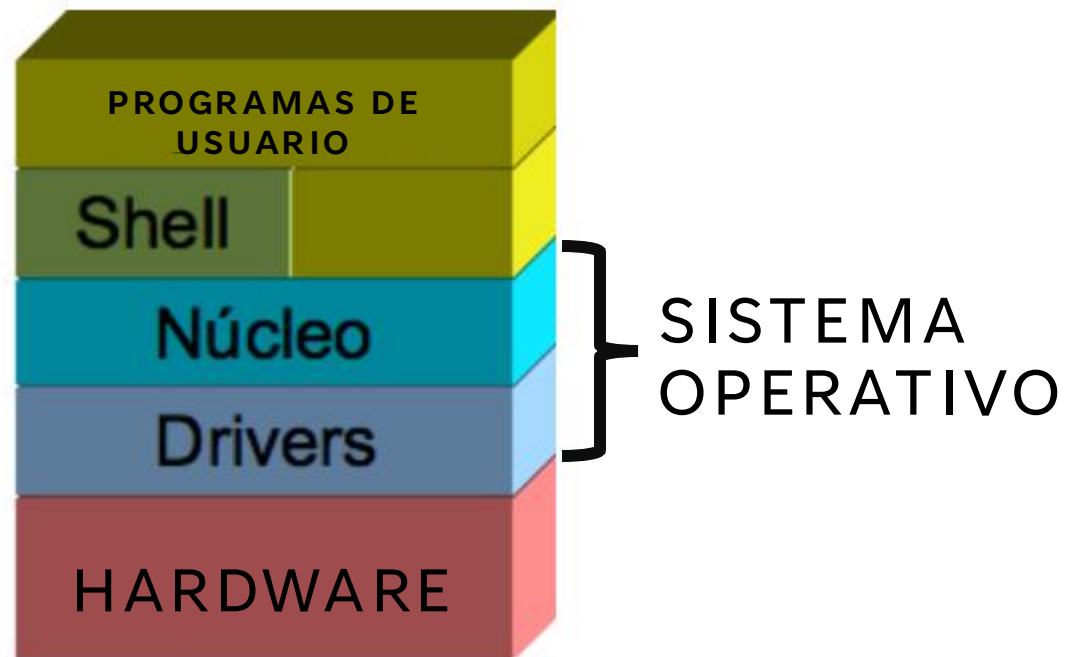 PROGRAMAS DE
USUARIO
Shell
Núcleo
Drivers
HARDWARE
SISTEMA
OPERATIVO